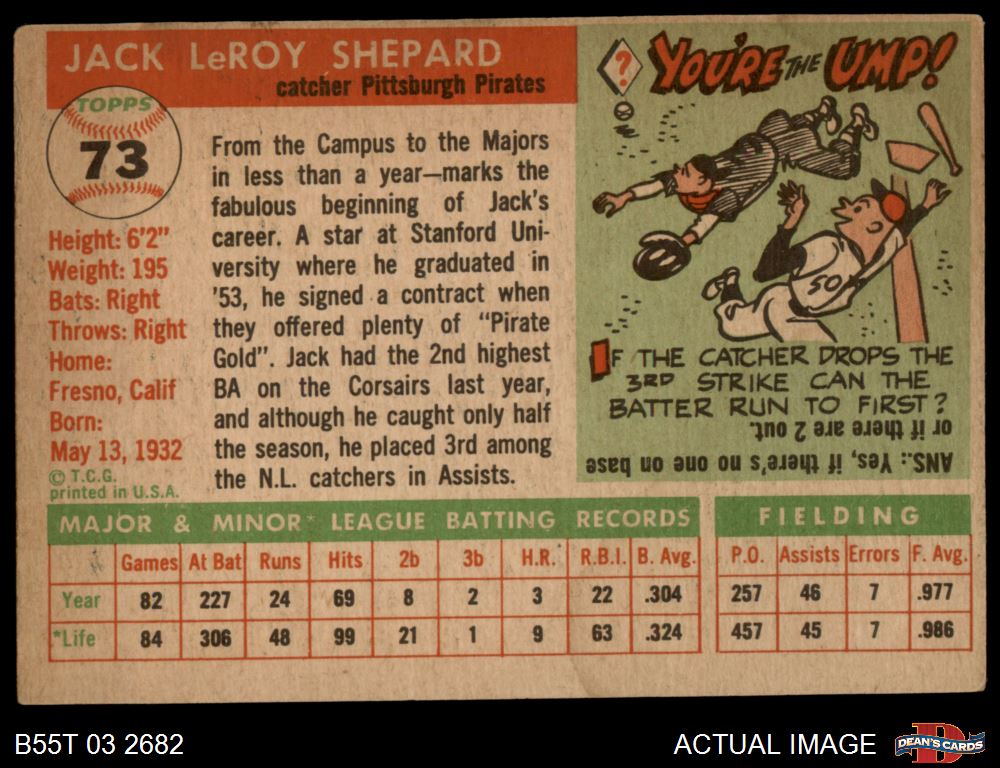 JACK LeROY SHEPARD
catcher Pittsburgh Pirates
TOPPS
73
Height: 6'2"
Weight: 195
Bats: Right
Throws: Right
Home:
Fresno, Calif
Born:
May 13, 1932
© T.C.G.
printed in U.S.A.
From the Campus to the Majors
in less than a year—marks the
fabulous beginning of Jack's
career. A star at Stanford Uni-
versity where he graduated in
'53, he signed a contract when
they offered plenty of "Pirate
Gold". Jack had the 2nd highest
BA on the Corsairs last year,
and although he caught only half
the season, he placed 3rd among
the N.L. catchers in Assists.
?
YOU'RE THE UMP!
50
IF THE CATCHER DROPS THE
3RD STRIKE CAN THE
BATTER RUN TO FIRST?
ANS.: Yes, if there's no one on base
or if there are 2 out.
MAJOR & MINOR* LEAGUE BATTING RECORDS
Games At Bat Runs Hits 2b 3b H.R. R.B.I. B. Avg.
Year 82 227 24 69 8 2 3 22 .304
*Life 84 306 48 99 21 1 9 63 .324
FIELDING
P.O. Assists Errors F. Avg.
257 46 7 .977
457 45 7 .986
B55T 03 2682
ACTUAL IMAGE
D
DEAN'S CARDS